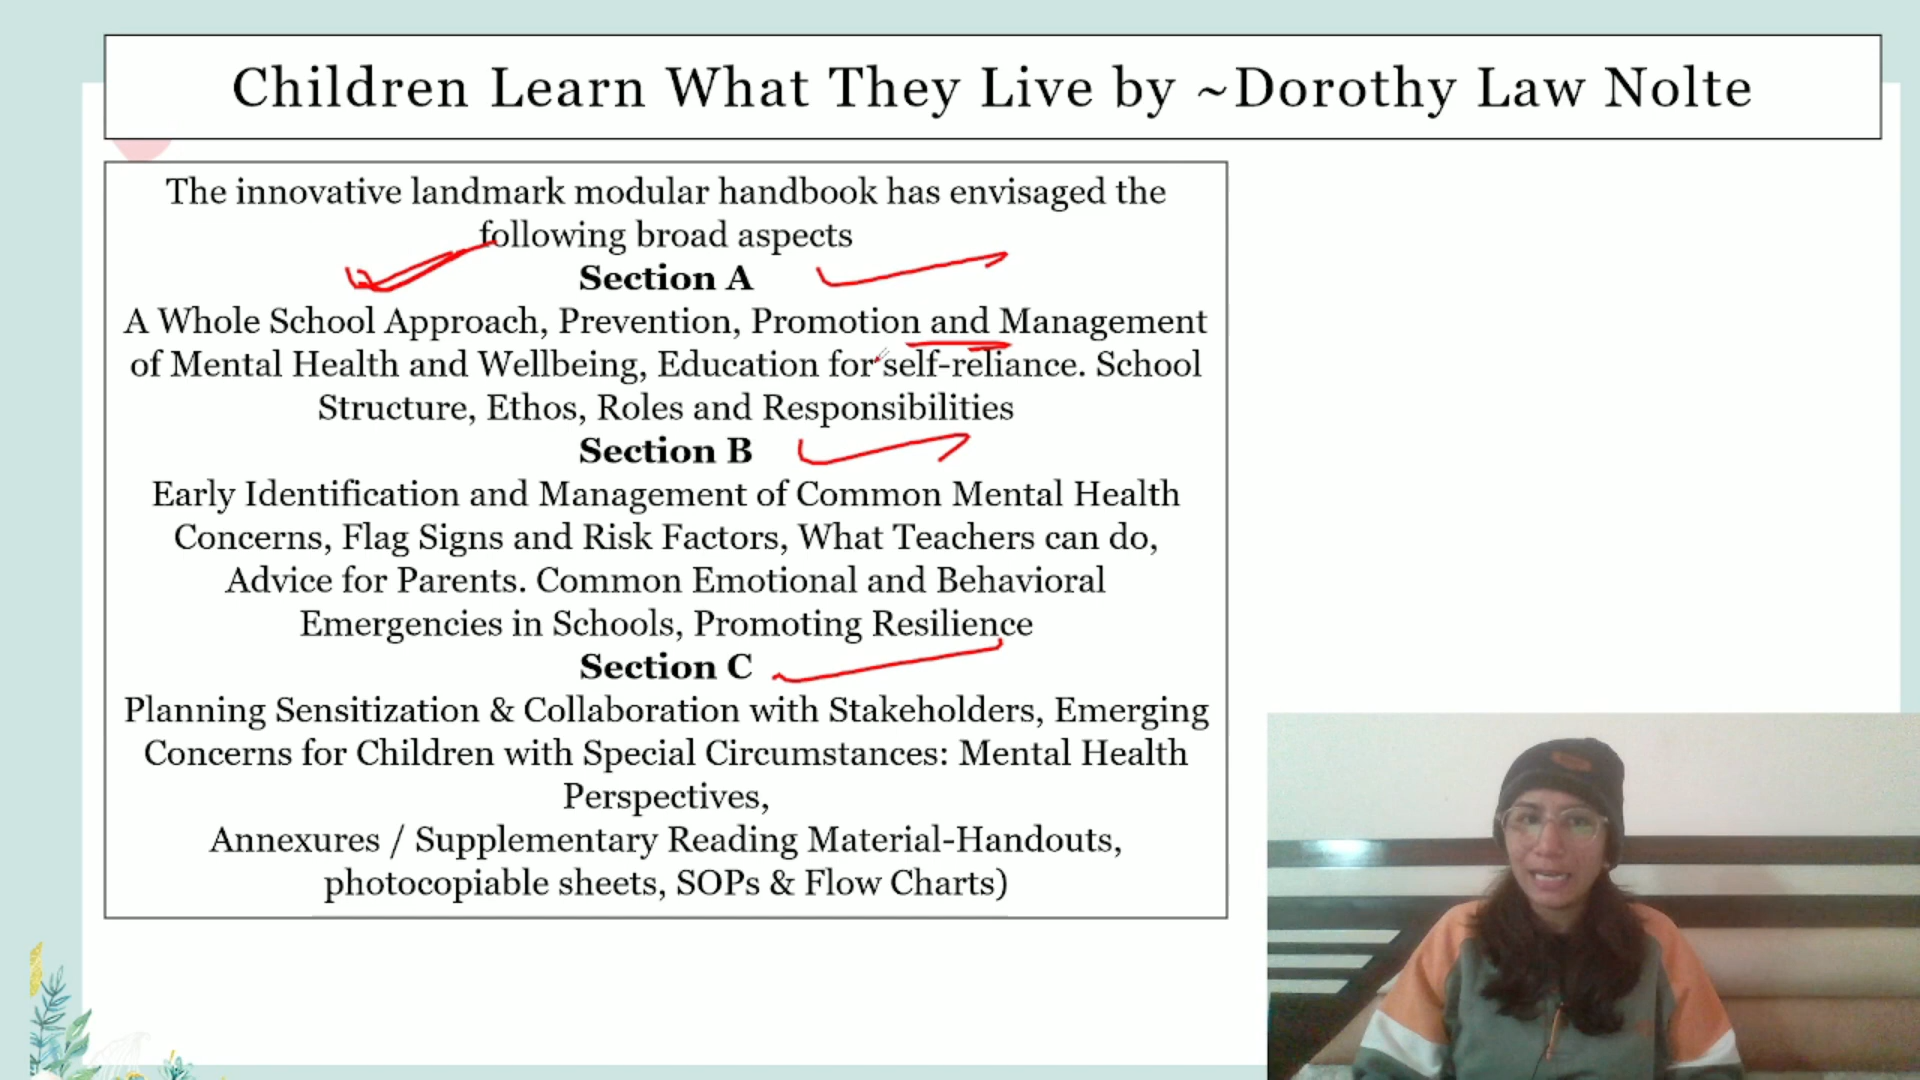 Children Learn What They Live by ~Dorothy Law Nolte
The innovative landmark modular handbook has envisaged the
following broad aspects
Section A
A Whole School Approach, Prevention, Promotion and Management
of Mental Health and Wellbeing, Education for self-reliance. School
Structure, Ethos, Roles and Responsibilities
Section B
Early Identification and Management of Common Mental Health
Concerns, Flag Signs and Risk Factors, What Teachers can do,
Advice for Parents. Common Emotional and Behavioral
Emergencies in Schools, Promoting Resilience
Section C
Planning Sensitization & Collaboration with Stakeholders, Emerging
Concerns for Children with Special Circumstances: Mental Health
Perspectives,
Annexures / Supplementary Reading Material-Handouts,
photocopiable sheets, SOPs & Flow Charts)